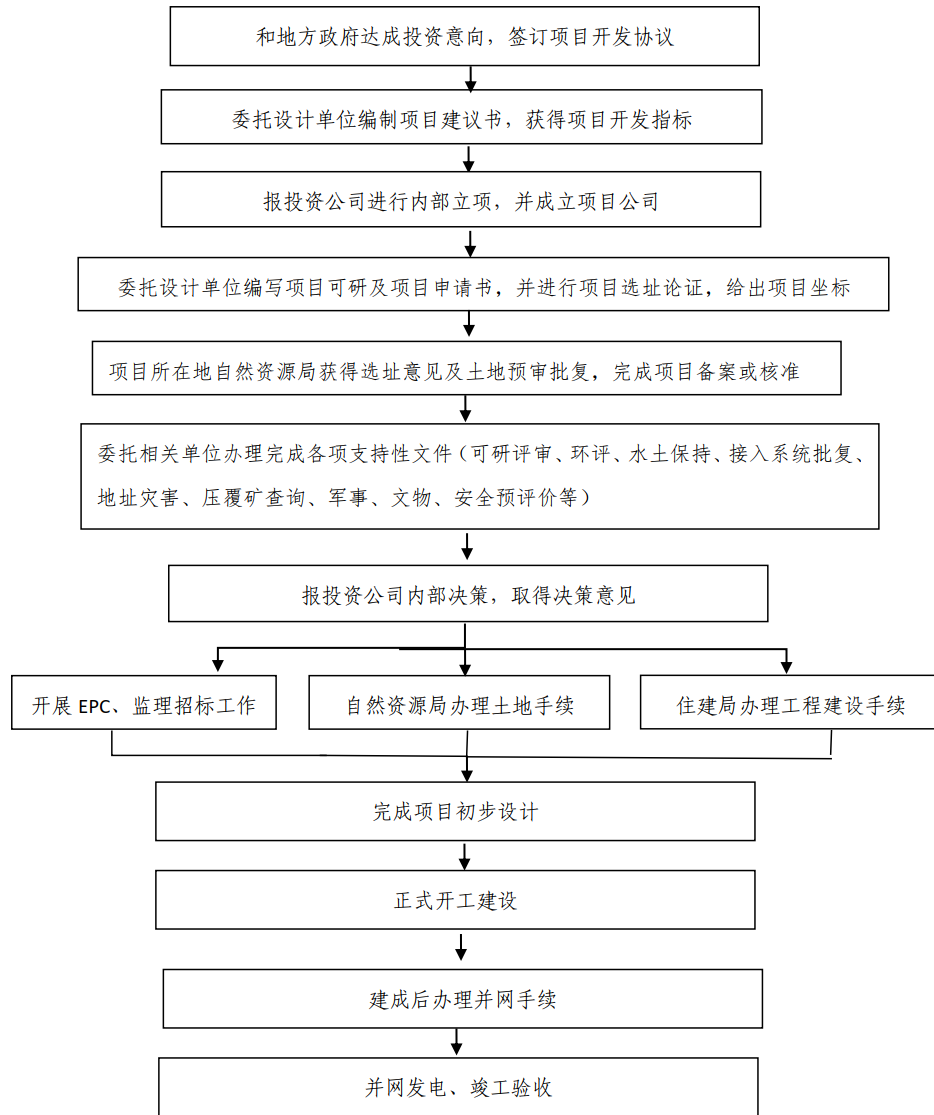 和地方政府达成投资意向，签订项目开发协议
委托设计单位编制项目建议书，获得项目开发指标
报投资公司进行内部立项，并成立项目公司
委托设计单位编写项目可研及项目申请书，并进行项目选址论证，给出项目坐标
项目所在地自然资源局获得选址意见及土地预审批复，完成项目备案或核准
委托相关单位办理完成各项支持性文件（可研评审、环评、水土保持、接入系统批复、
地址灾害、压覆矿查询、军事、文物、安全预评价等）
报投资公司内部决策，取得决策意见
开展 EPC、监理招标工作
自然资源局办理土地手续
住建局办理工程建设手续
完成项目初步设计
正式开工建设
建成后办理并网手续
并网发电、竣工验收